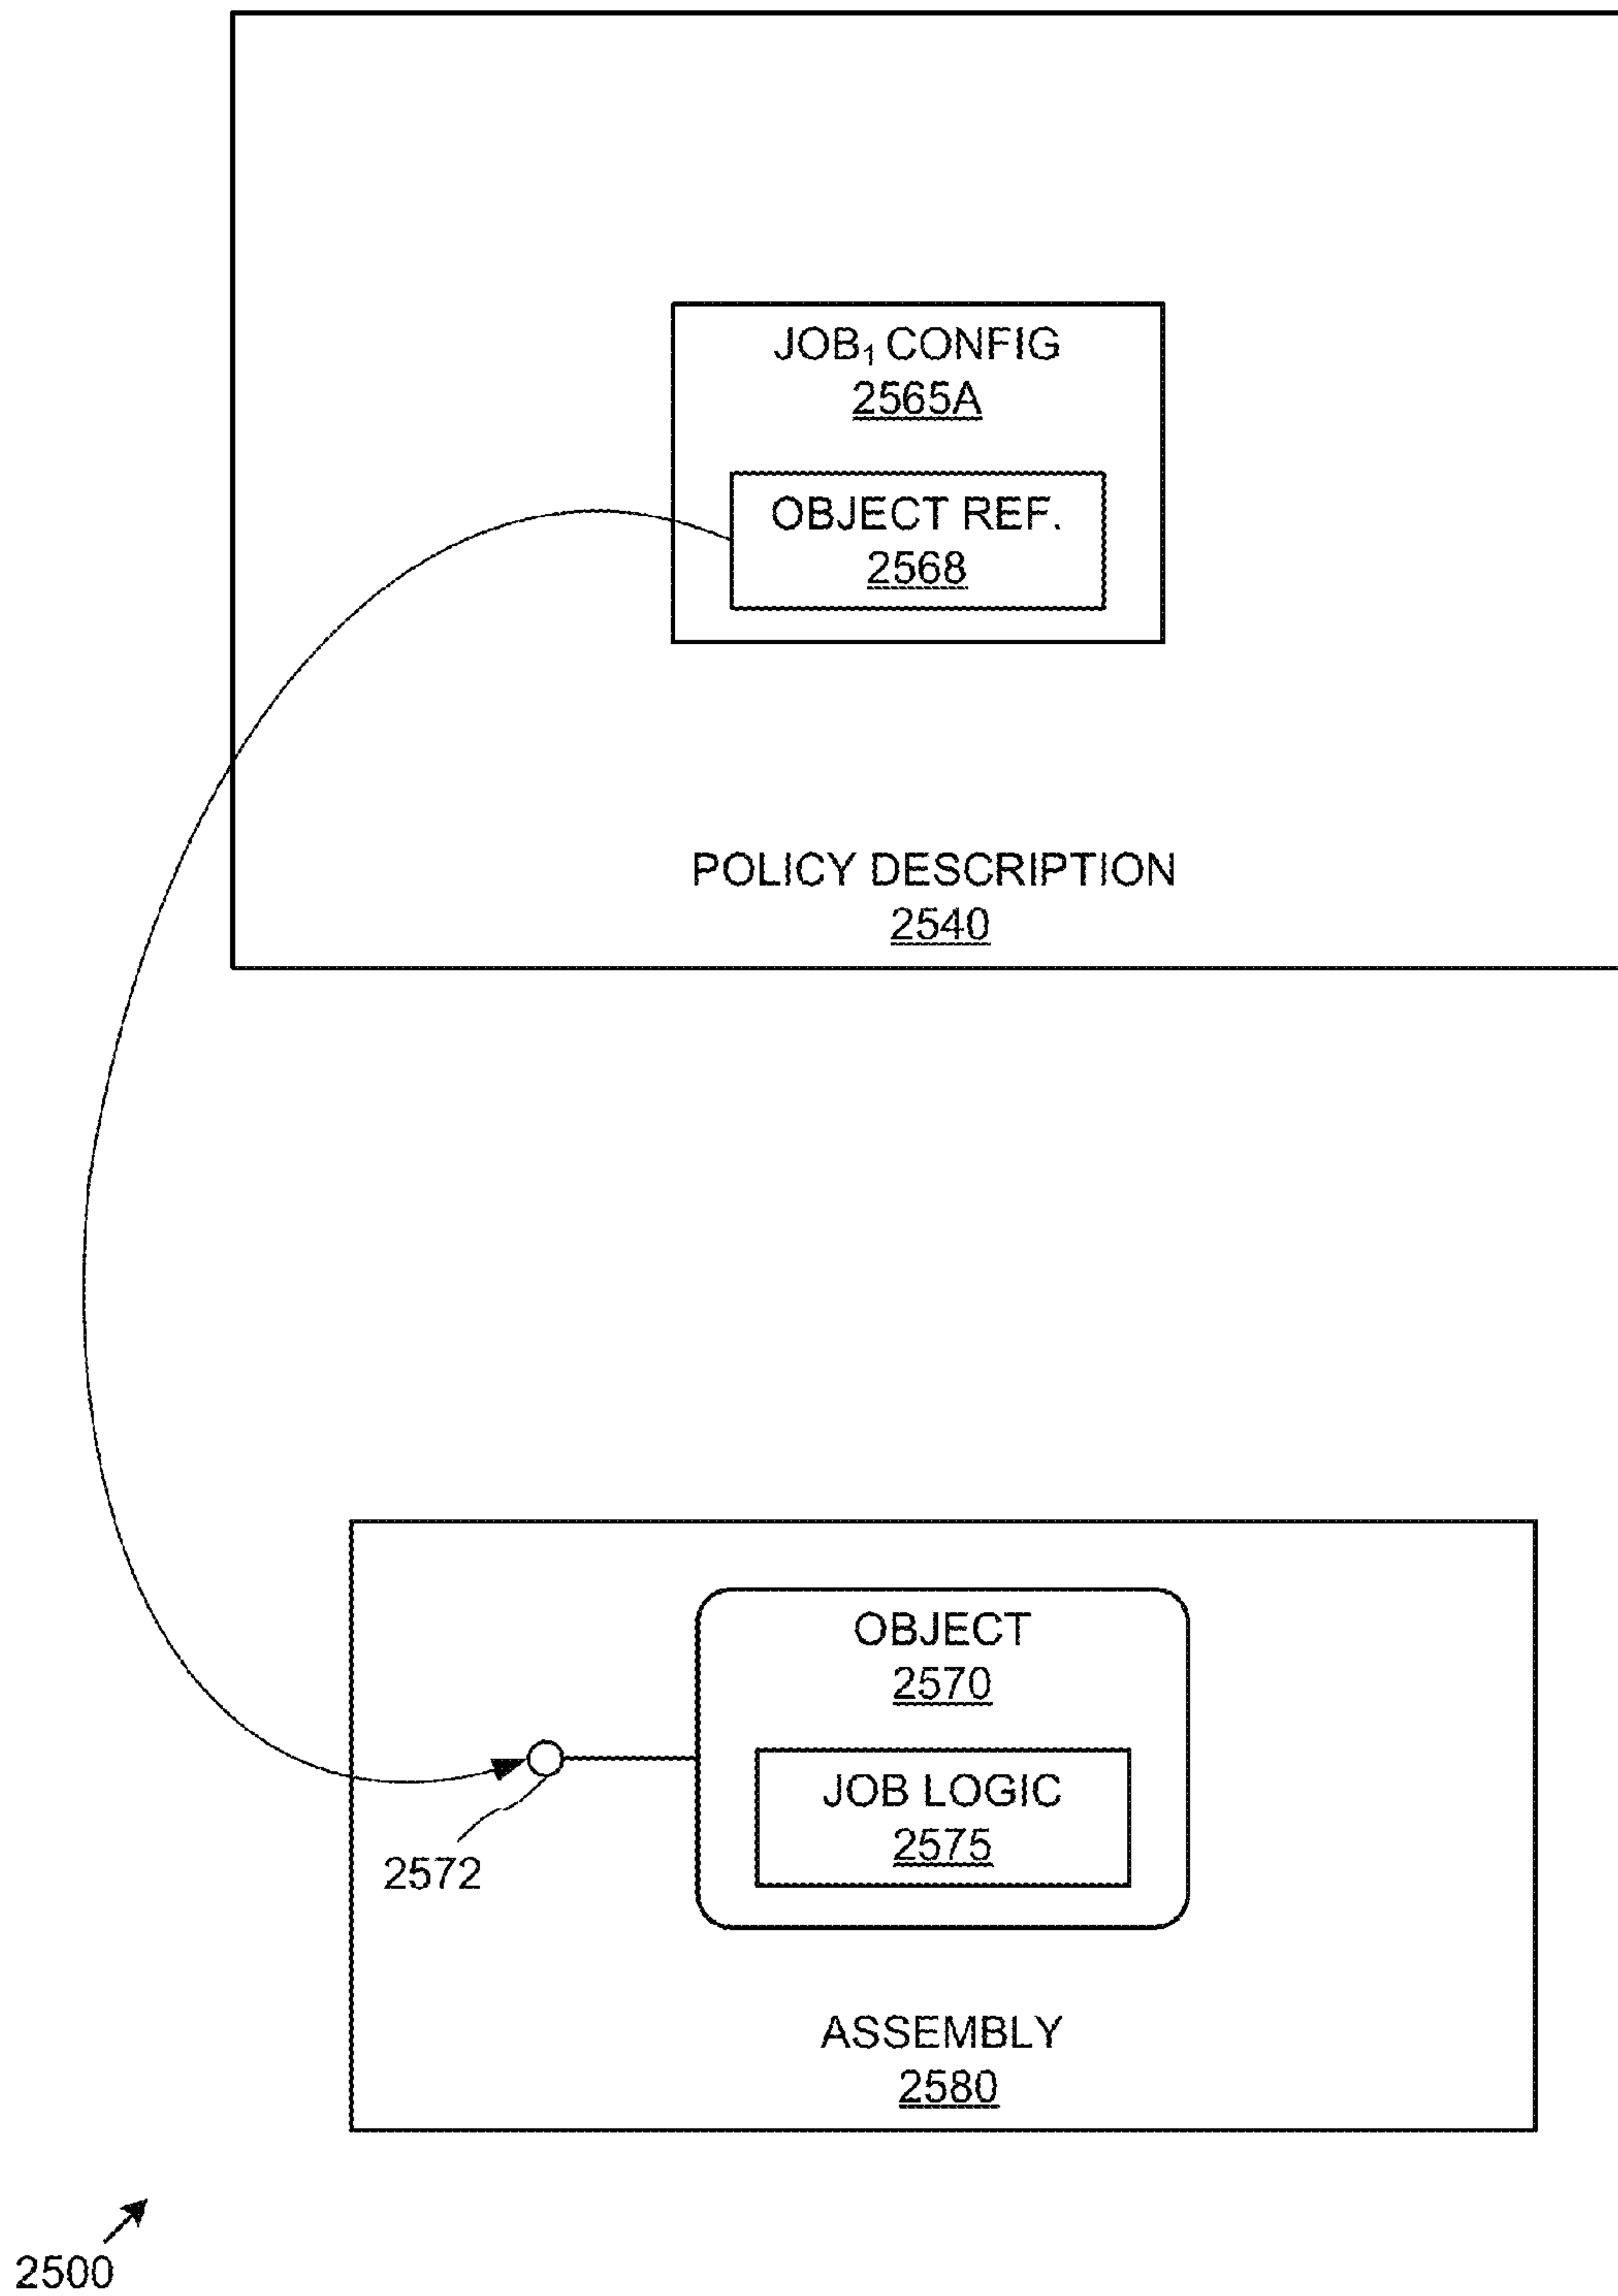 JOB₁ CONFIG
2565A
OBJECT REF.
2568
POLICY DESCRIPTION
2540
OBJECT
2570
JOB LOGIC
2575
2572
ASSEMBLY
2580
2500